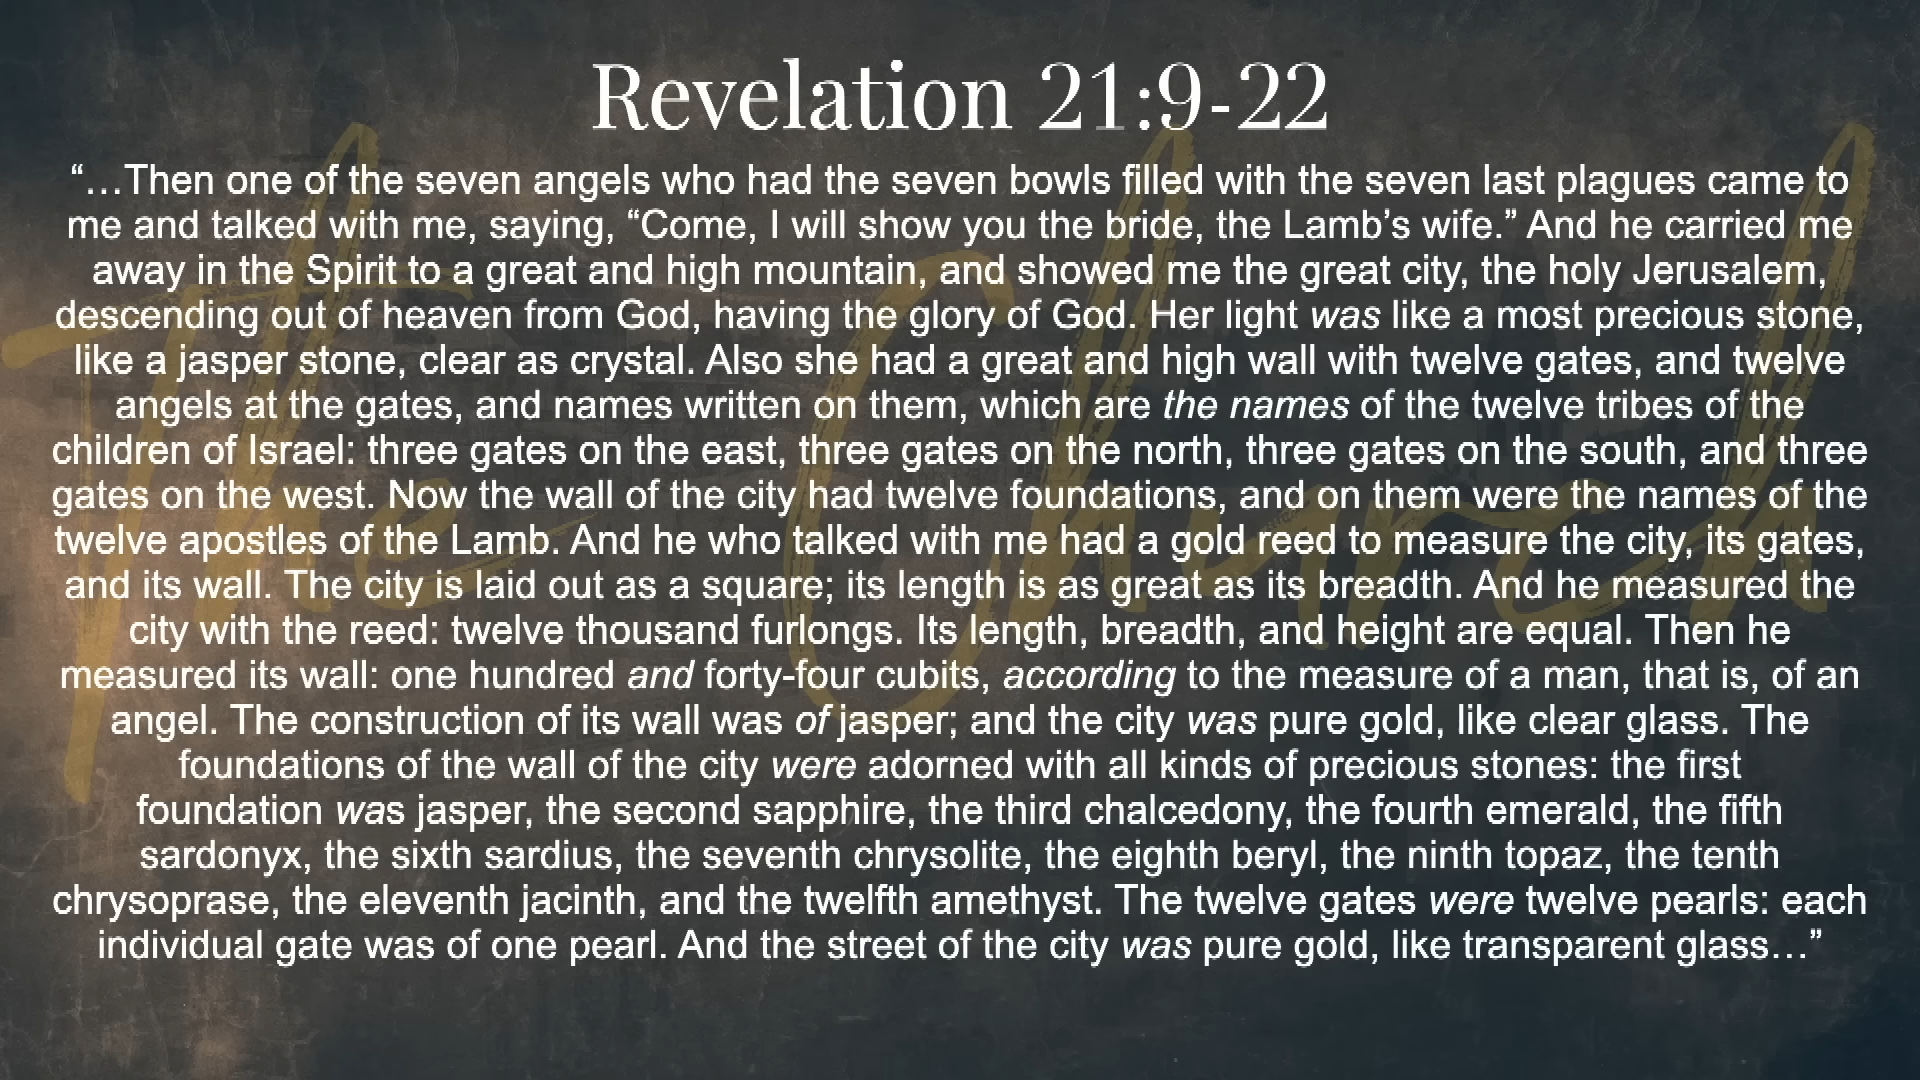 Revelation 21:9-22
“…Then one of the seven angels who had the seven bowls filled with the seven last plagues came to
me and talked with me, saying, “Come, I will show you the bride, the Lamb’s wife.” And he carried me
away in the Spirit to a great and high mountain, and showed me the great city, the holy Jerusalem,
descending out of heaven from God, having the glory of God. Her light was like a most precious stone,
like a jasper stone, clear as crystal. Also she had a great and high wall with twelve gates, and twelve
angels at the gates, and names written on them, which are the names of the twelve tribes of the
children of Israel: three gates on the east, three gates on the north, three gates on the south, and three
gates on the west. Now the wall of the city had twelve foundations, and on them were the names of the
twelve apostles of the Lamb. And he who talked with me had a gold reed to measure the city, its gates,
and its wall. The city is laid out as a square; its length is as great as its breadth. And he measured the
city with the reed: twelve thousand furlongs. Its length, breadth, and height are equal. Then he
measured its wall: one hundred and forty-four cubits, according to the measure of a man, that is, of an
angel. The construction of its wall was of jasper; and the city was pure gold, like clear glass. The
foundations of the wall of the city were adorned with all kinds of precious stones: the first
foundation was jasper, the second sapphire, the third chalcedony, the fourth emerald, the fifth
sardonyx, the sixth sardius, the seventh chrysolite, the eighth beryl, the ninth topaz, the tenth
chrysoprase, the eleventh jacinth, and the twelfth amethyst. The twelve gates were twelve pearls: each
individual gate was of one pearl. And the street of the city was pure gold, like transparent glass…”
The Church